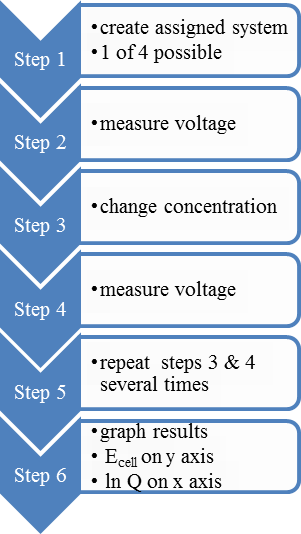 Step 1
•create assigned system
•1 of 4 possible
Step 2
•measure voltage
Step 3
•change concentration
Step 4
•measure voltage
Step 5
•repeat steps 3 & 4
several times
Step 6
•graph results
• Ecell on y axis
• ln Q on x axis